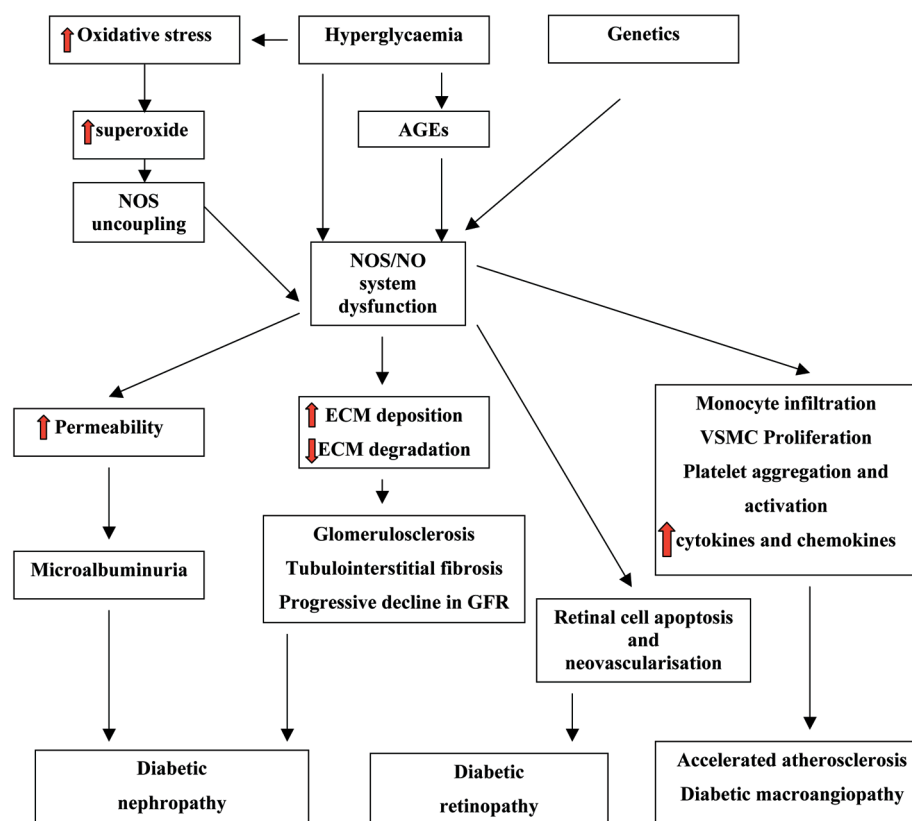 Oxidative stress
Hyperglycaemia
Genetics
superoxide
AGEs
NOS
uncoupling
NOS/NO
system
dysfunction
Permeability
ECM deposition
ECM degradation
Monocyte infiltration
VSMC Proliferation
Platelet aggregation and
activation
cytokines and chemokines
Microalbuminuria
Glomerulosclerosis
Tubulointerstitial fibrosis
Progressive decline in GFR
Retinal cell apoptosis
and
neovascularisation
Diabetic
nephropathy
Diabetic
retinopathy
Accelerated atherosclerosis
Diabetic macroangiopathy